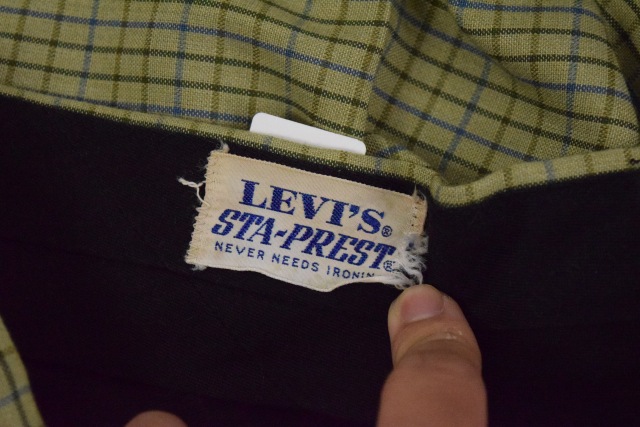 LEVI'S®
STA-PREST®
NEVER NEEDS IRONIN